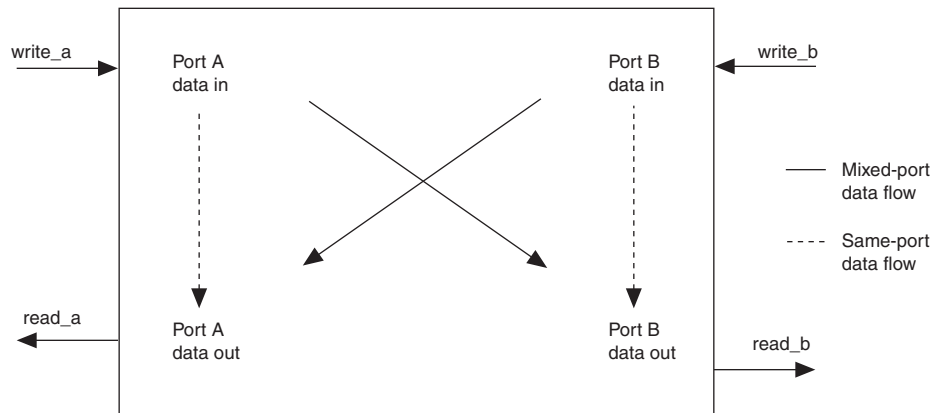 write_a
Port A
data in
Port B
data in
write_b
Mixed-port
data flow
Same-port
data flow
read_a
Port A
data out
Port B
data out
read_b